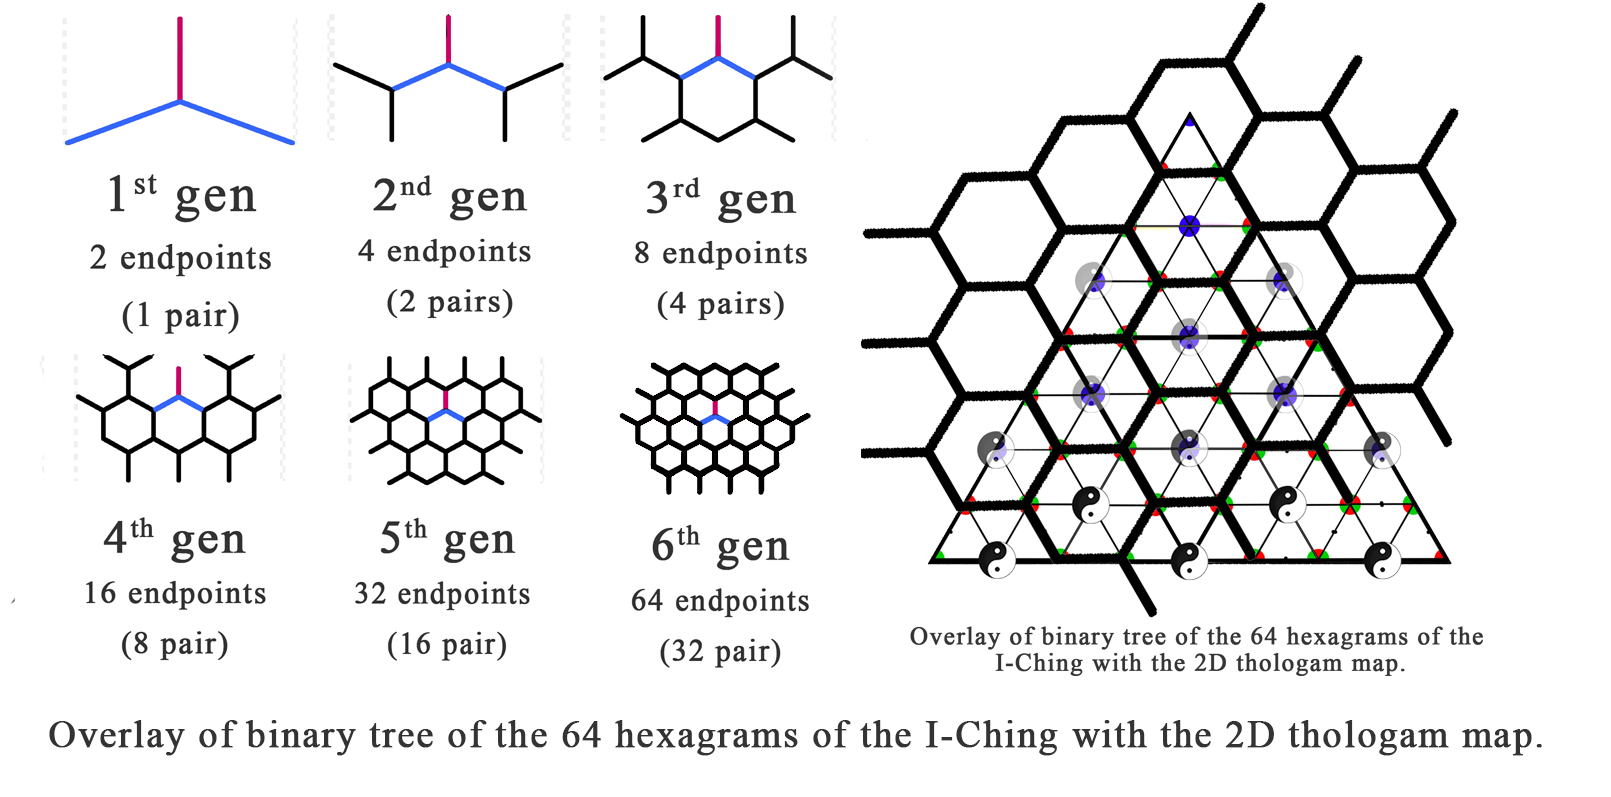 1st gen
2 endpoints
(1 pair)
2nd gen
4 endpoints
(2 pairs)
3rd gen
8 endpoints
(4 pairs)
4th gen
16 endpoints
(8 pair)
5th gen
32 endpoints
(16 pair)
6th gen
64 endpoints
(32 pair)
Overlay of binary tree of the 64 hexagrams of the
I-Ching with the 2D thologam map.
Overlay of binary tree of the 64 hexagrams of the I-Ching with the 2D thologam map.